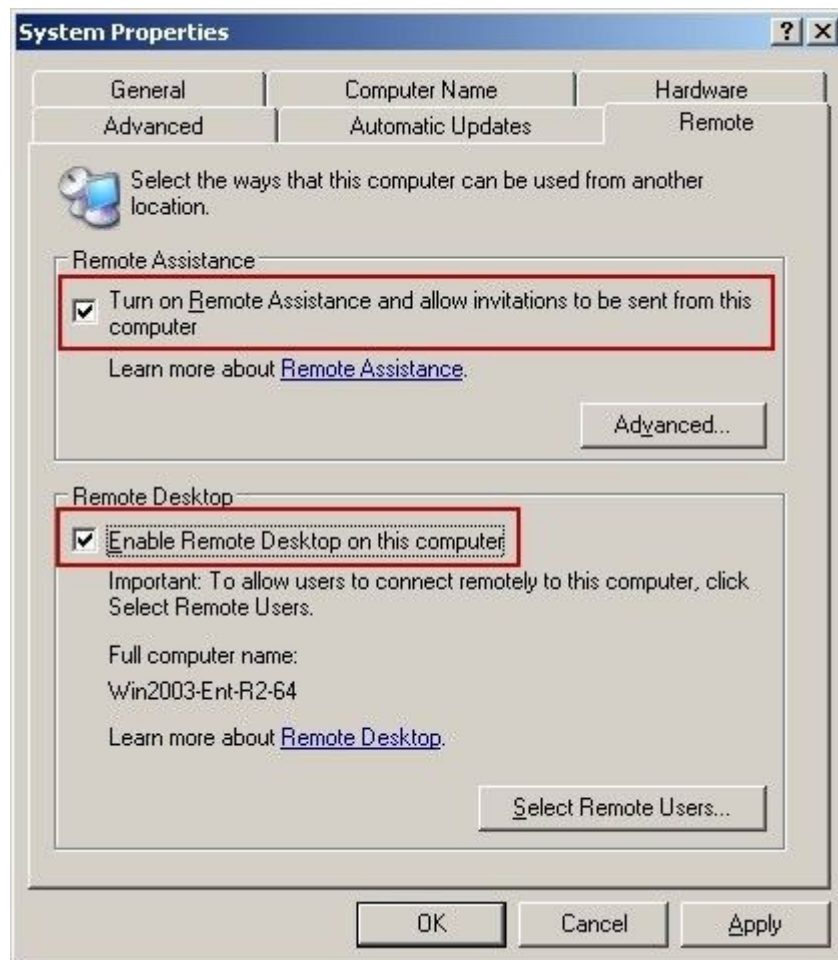 System Properties
General
Computer Name
Hardware
Advanced
Automatic Updates
Remote
Select the ways that this computer can be used from another
location.
Remote Assistance
Turn on Remote Assistance and allow invitations to be sent from this
computer
Learn more about Remote Assistance.
Advanced...
Remote Desktop
Enable Remote Desktop on this computer
Important: To allow users to connect remotely to this computer, click
Select Remote Users.
Full computer name:
Win2003-Ent-R2-64
Learn more about Remote Desktop.
Select Remote Users...
OK
Cancel
Apply